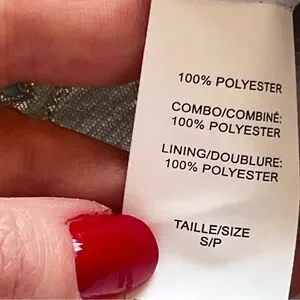 100% POLYESTER
COMBO/COMBINÉ:
100% POLYESTER
LINING/DOUBLURE:
100% POLYESTER
TAILLE/SIZE
S/P